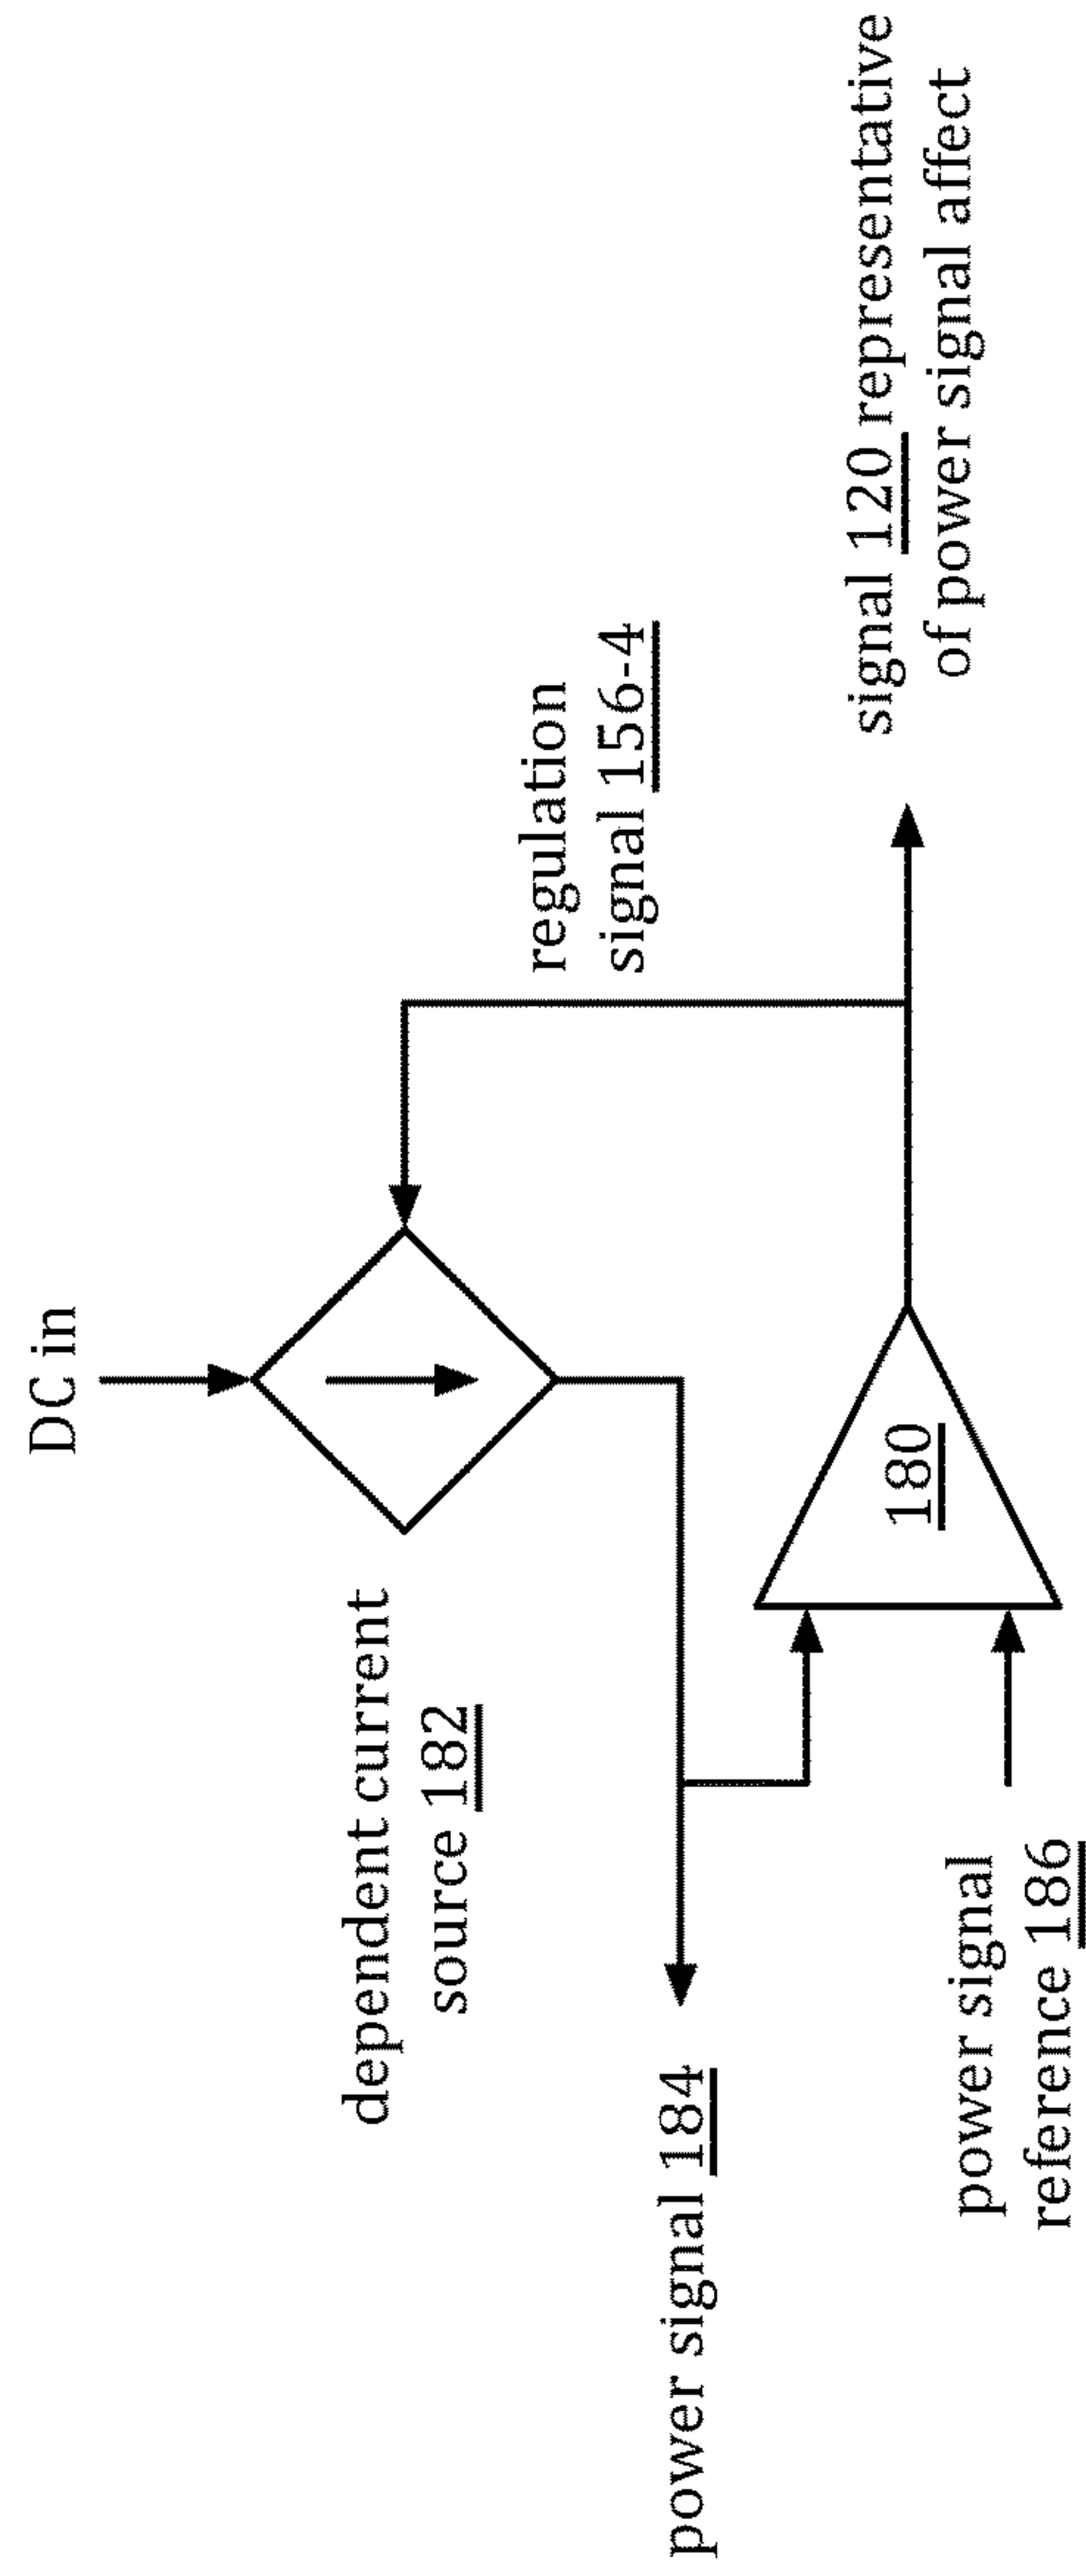 DC in
dependent current
source 182
regulation
signal 156-4
power signal 184
180
signal 120 representative
of power signal affect
power signal
reference 186